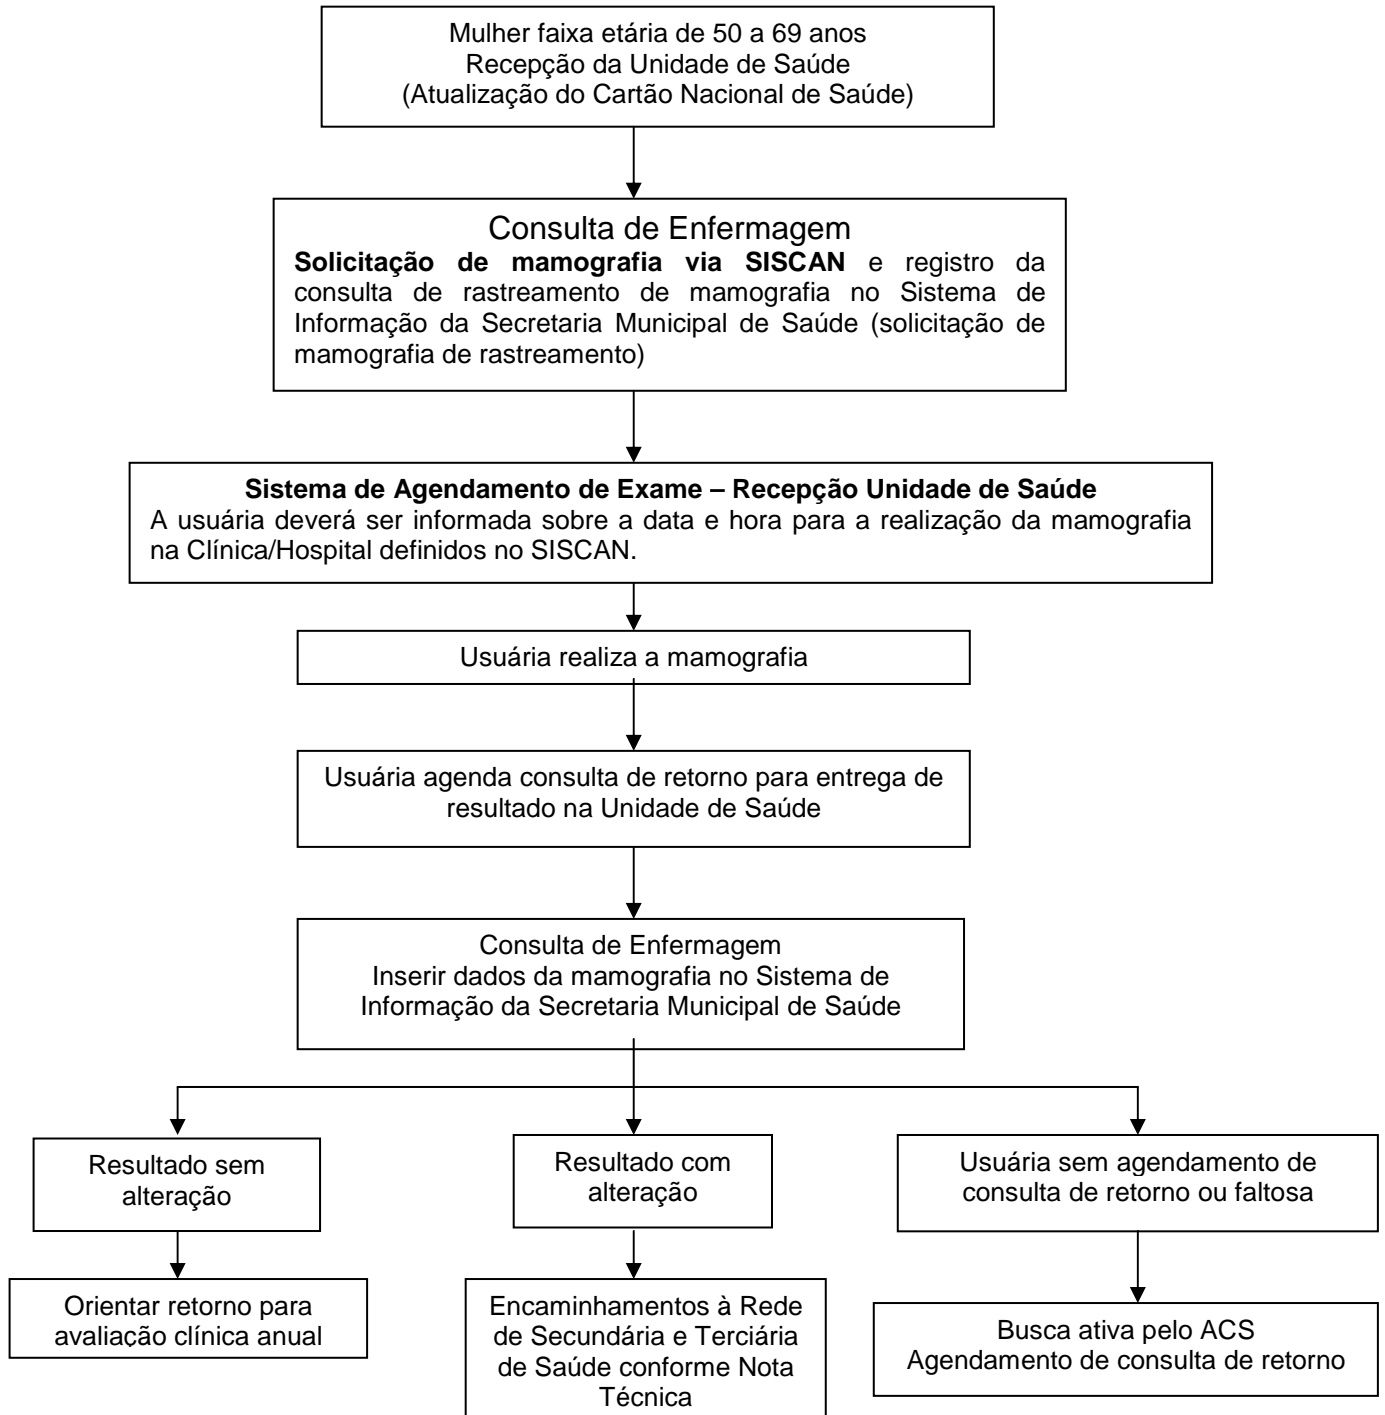 Mulher faixa etária de 50 a 69 anos
Recepção da Unidade de Saúde
(Atualização do Cartão Nacional de Saúde)
Consulta de Enfermagem
Solicitação de mamografia via SISCAN e registro da
consulta de rastreamento de mamografia no Sistema de
Informação da Secretaria Municipal de Saúde (solicitação de
mamografia de rastreamento)
Sistema de Agendamento de Exame – Recepção Unidade de Saúde
A usuária deverá ser informada sobre a data e hora para a realização da mamografia
na Clínica/Hospital definidos no SISCAN.
Usuária realiza a mamografia
Usuária agenda consulta de retorno para entrega de
resultado na Unidade de Saúde
Consulta de Enfermagem
Inserir dados da mamografia no Sistema de
Informação da Secretaria Municipal de Saúde
Resultado sem
alteração
Resultado com
alteração
Usuária sem agendamento de
consulta de retorno ou faltosa
Orientar retorno para
avaliação clínica anual
Encaminhamentos à Rede
de Secundária e Terciária
de Saúde conforme Nota
Técnica
Busca ativa pelo ACS
Agendamento de consulta de retorno